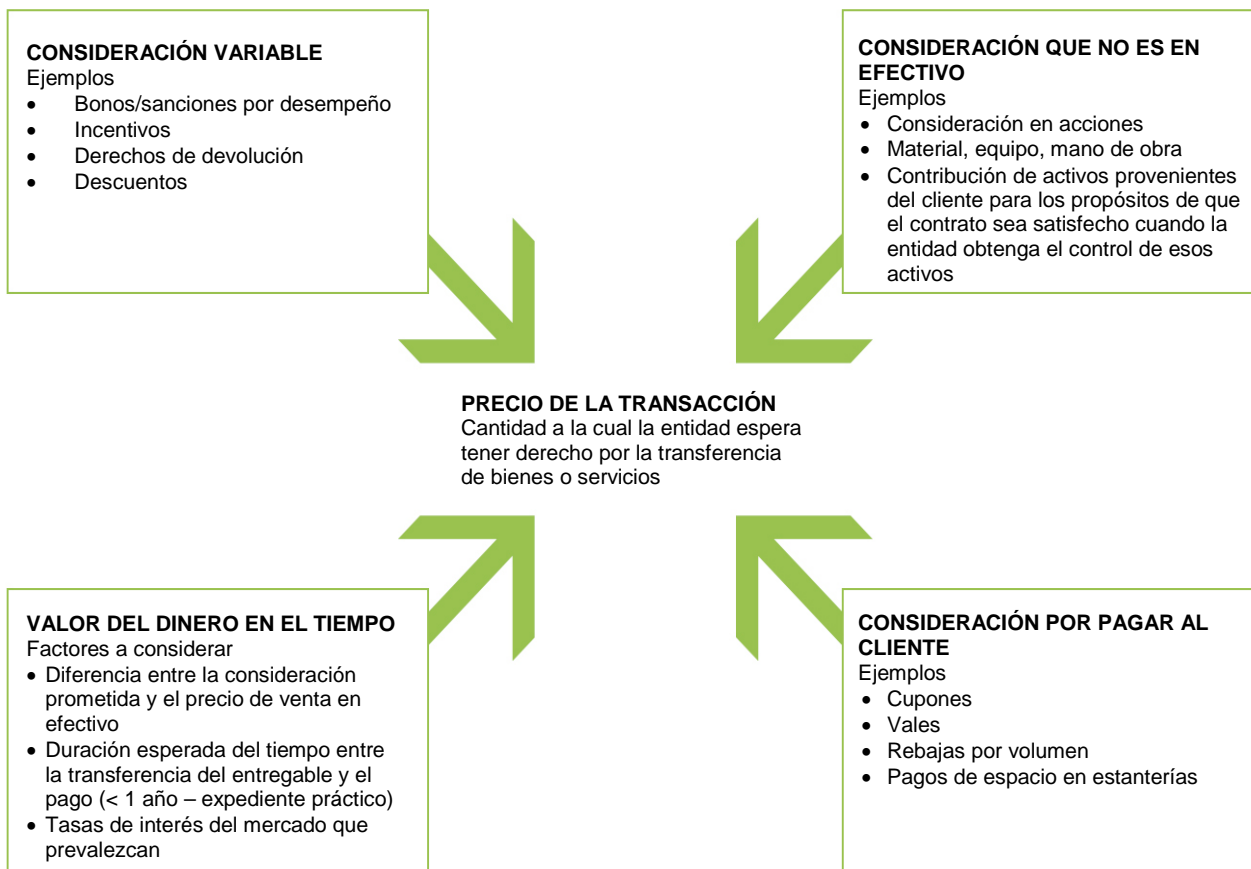 CONSIDERACIÓN VARIABLE
Ejemplos
• Bonos/sanciones por desempeño
• Incentivos
• Derechos de devolución
• Descuentos
CONSIDERACIÓN QUE NO ES EN
EFECTIVO
Ejemplos
• Consideración en acciones
• Material, equipo, mano de obra
• Contribución de activos provenientes
del cliente para los propósitos de que
el contrato sea satisfecho cuando la
entidad obtenga el control de esos
activos
PRECIO DE LA TRANSACCIÓN
Cantidad a la cual la entidad espera
tener derecho por la transferencia
de bienes o servicios
VALOR DEL DINERO EN EL TIEMPO
Factores a considerar
• Diferencia entre la consideración
prometida y el precio de venta en
efectivo
• Duración esperada del tiempo entre
la transferencia del entregable y el
pago (< 1 año – expediente práctico)
• Tasas de interés del mercado que
prevalezcan
CONSIDERACIÓN POR PAGAR AL
CLIENTE
Ejemplos
• Cupones
• Vales
• Rebajas por volumen
• Pagos de espacio en estanterías